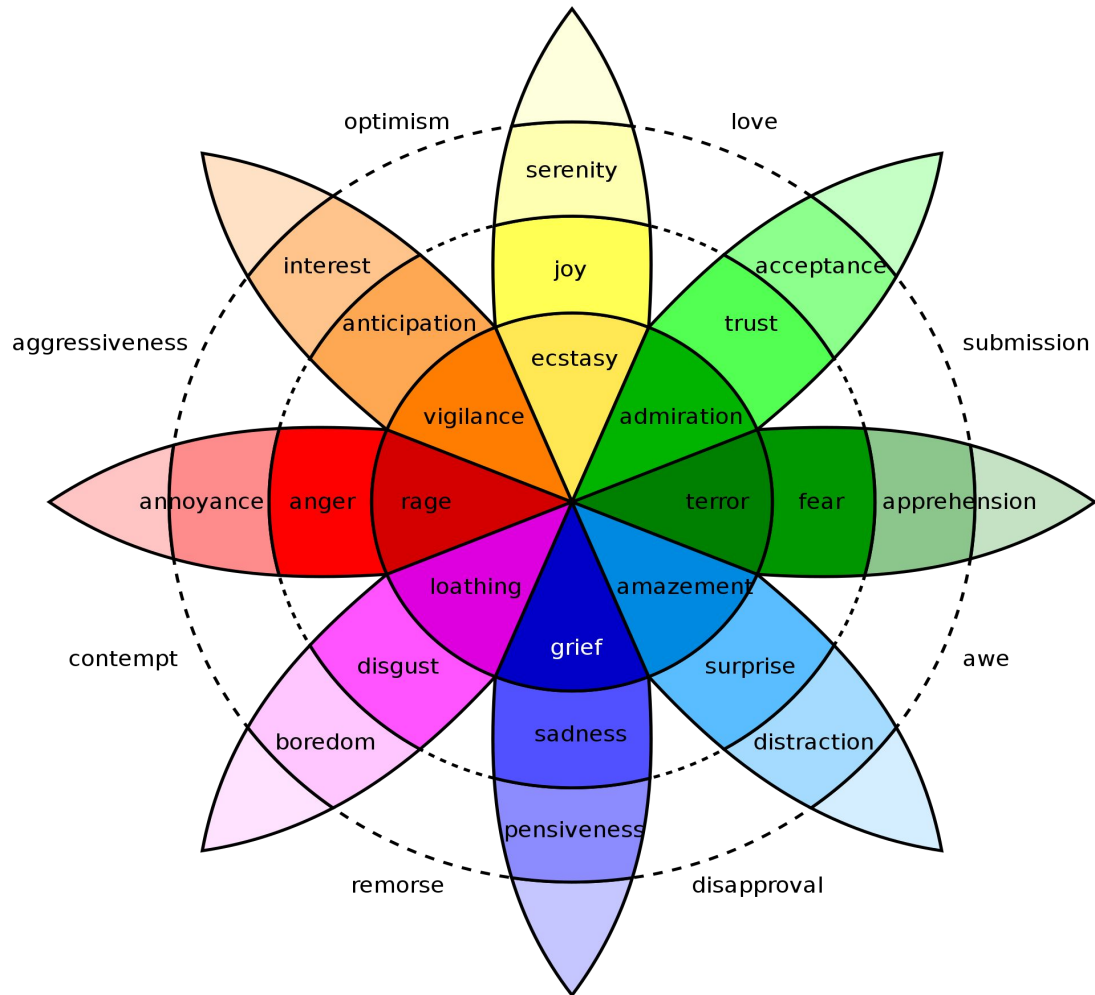 optimism
love
serenity
interest
joy
acceptance
anticipation
trust
aggressiveness
submission
ecstasy
vigilance
admiration
annoyance
anger
rage
terror
fear
apprehension
loathing
amazement
grief
contempt
disgust
surprise
awe
boredom
sadness
distraction
pensiveness
remorse
disapproval